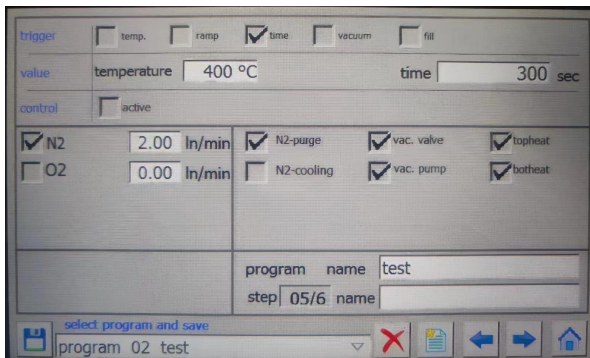 trigger temp. ramp time vacuum fill
value temperature 400 °C time 300 sec
control active
N2 2.00 ln/min N2-purge vac. valve topheat
O2 0.00 ln/min N2-cooling vac. pump botheat
program name test
step 05/6 name
select program and save
program 02 test